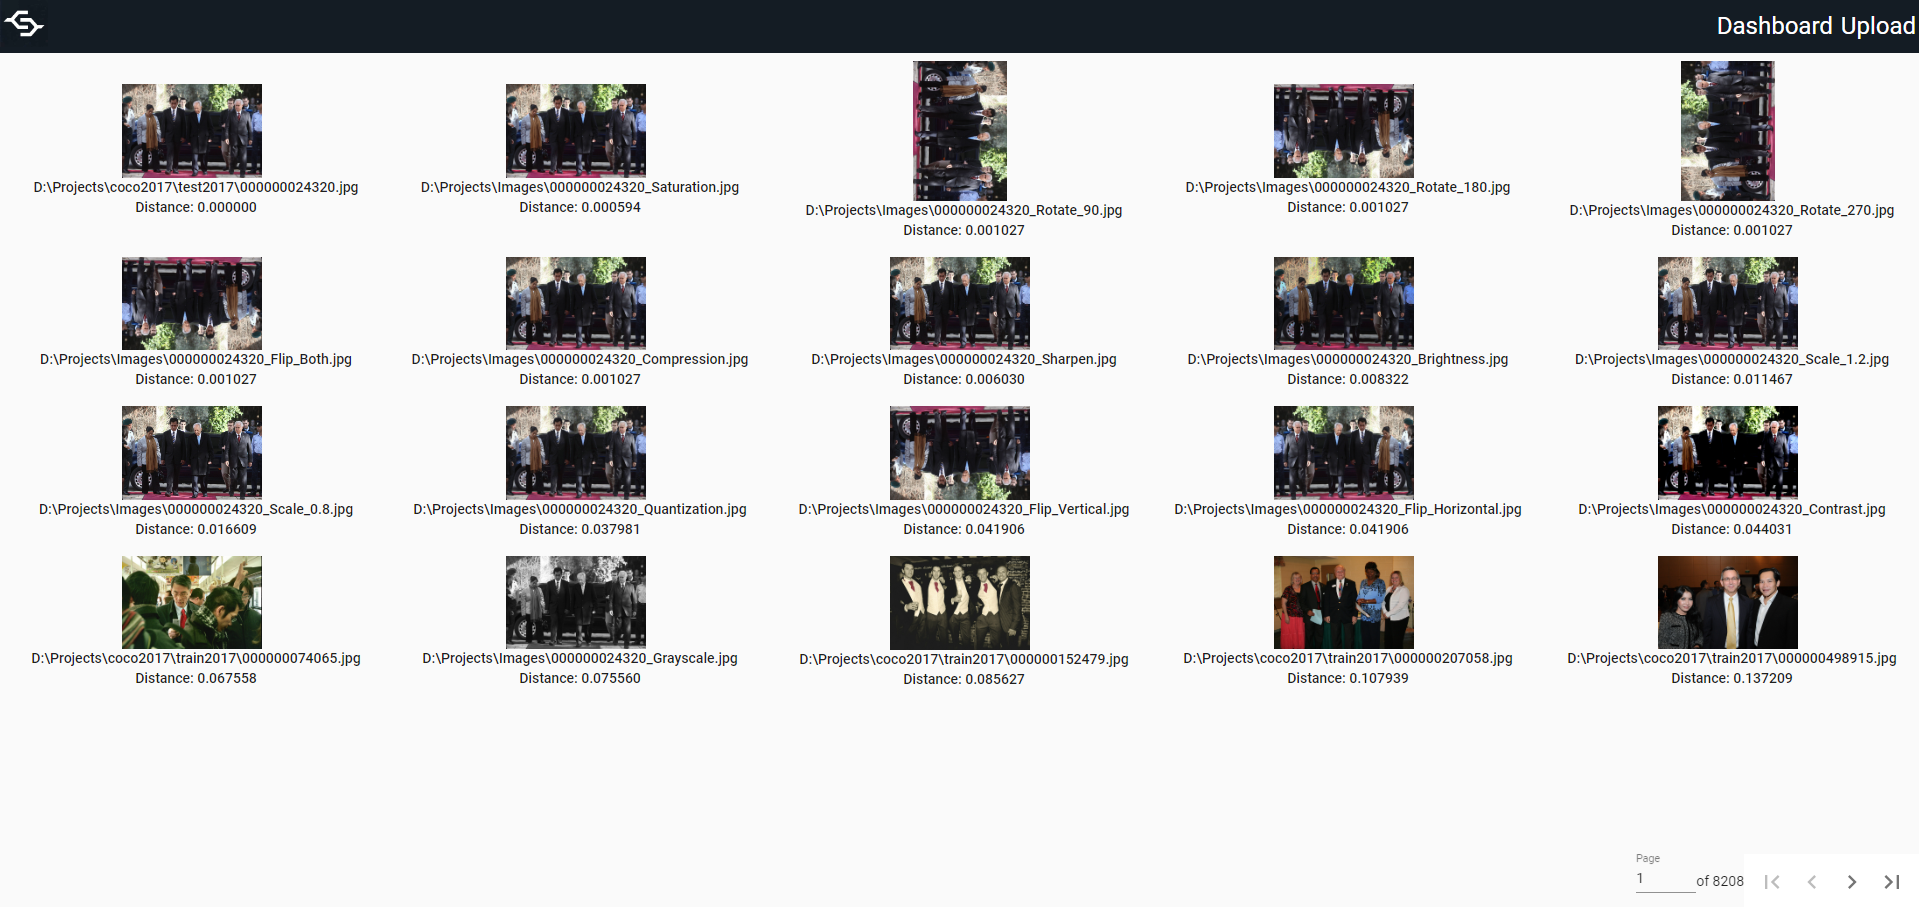 Dashboard Upload
D:\Projects\coco2017\test2017\000000024320.jpg
Distance: 0.000000
D:\Projects\Images\000000024320_Saturation.jpg
Distance: 0.000594
D:\Projects\Images\000000024320_Rotate_90.jpg
Distance: 0.001027
D:\Projects\Images\000000024320_Rotate_180.jpg
Distance: 0.001027
D:\Projects\Images\000000024320_Rotate_270.jpg
Distance: 0.001027
D:\Projects\Images\000000024320_Flip_Both.jpg
Distance: 0.001027
D:\Projects\Images\000000024320_Compression.jpg
Distance: 0.001027
D:\Projects\Images\000000024320_Sharpen.jpg
Distance: 0.006030
D:\Projects\Images\000000024320_Brightness.jpg
Distance: 0.008322
D:\Projects\Images\000000024320_Scale_1.2.jpg
Distance: 0.011467
D:\Projects\Images\000000024320_Scale_0.8.jpg
Distance: 0.016609
D:\Projects\Images\000000024320_Quantization.jpg
Distance: 0.037981
D:\Projects\Images\000000024320_Flip_Vertical.jpg
Distance: 0.041906
D:\Projects\Images\000000024320_Flip_Horizontal.jpg
Distance: 0.041906
D:\Projects\Images\000000024320_Contrast.jpg
Distance: 0.044031
D:\Projects\coco2017\train2017\000000074065.jpg
Distance: 0.067558
D:\Projects\Images\000000024320_Grayscale.jpg
Distance: 0.075560
D:\Projects\coco2017\train2017\000000152479.jpg
Distance: 0.085627
D:\Projects\coco2017\train2017\000000207058.jpg
Distance: 0.107939
D:\Projects\coco2017\train2017\000000498915.jpg
Distance: 0.137209
Page
1 of 8208